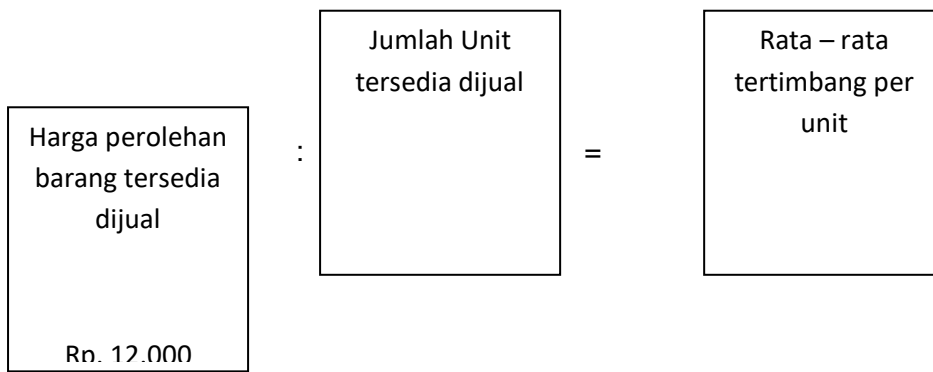 Harga perolehan
barang tersedia
dijual
Rp. 12.000
:
Jumlah Unit
tersedia dijual
=
Rata – rata
tertimbang per
unit